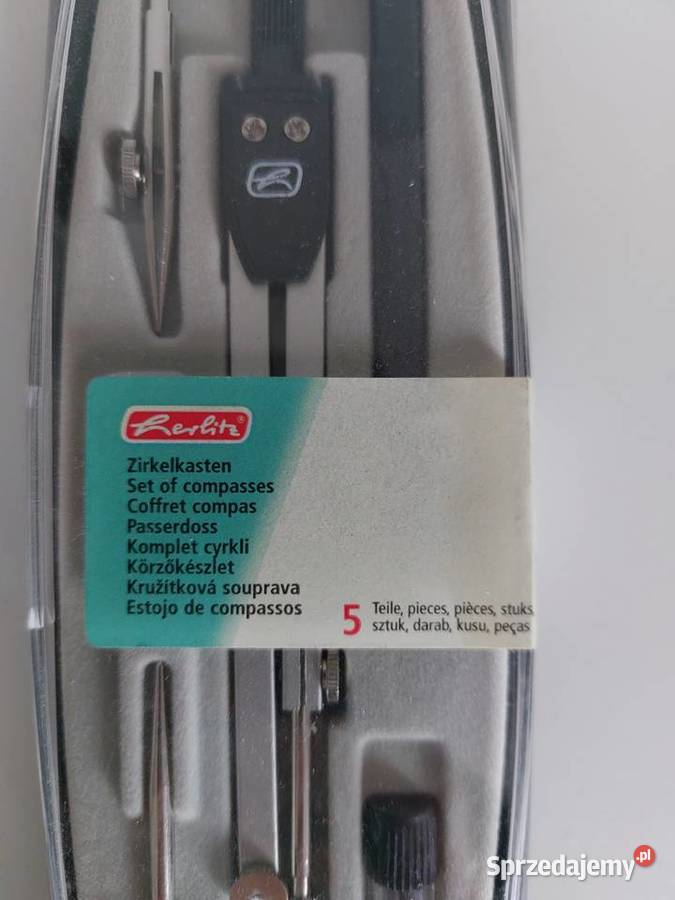 herlitz®
Zirkelkasten
Set of compasses
Coffret compas
Passerdoss
Komplet cyrkli
Körzőkészlet
Kružítková souprava
Estojo de compassos
5 Teile, pieces, pièces, stuks
sztuk, darab, kusu, peças
Sprzedajemy.pl